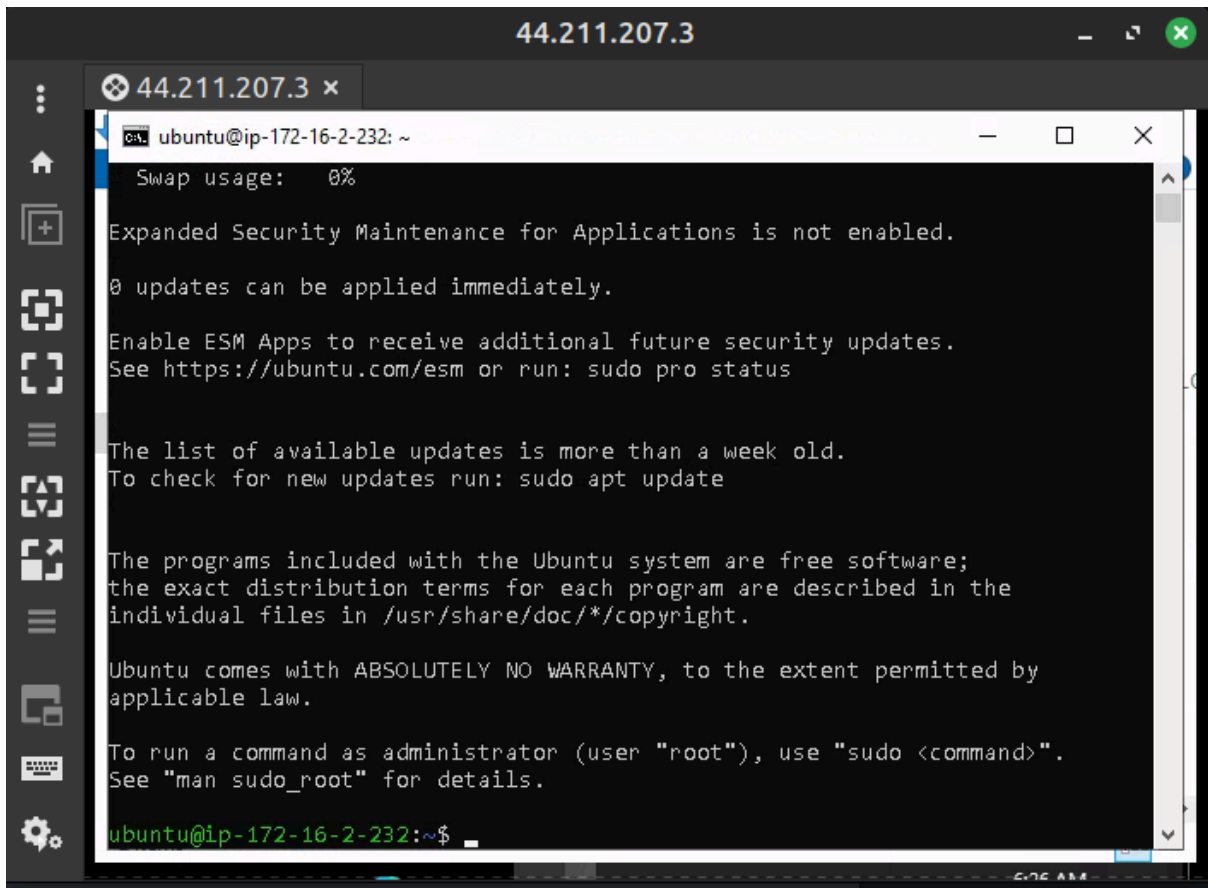 44.211.207.3
44.211.207.3 ×
ubuntu@ip-172-16-2-232: ~
Swap usage:   0%
Expanded Security Maintenance for Applications is not enabled.
0 updates can be applied immediately.
Enable ESM Apps to receive additional future security updates.
See https://ubuntu.com/esm or run: sudo pro status
The list of available updates is more than a week old.
To check for new updates run: sudo apt update
The programs included with the Ubuntu system are free software;
the exact distribution terms for each program are described in the
individual files in /usr/share/doc/*/copyright.
Ubuntu comes with ABSOLUTELY NO WARRANTY, to the extent permitted by
applicable law.
To run a command as administrator (user "root"), use "sudo <command>".
See "man sudo_root" for details.
ubuntu@ip-172-16-2-232:~$ _